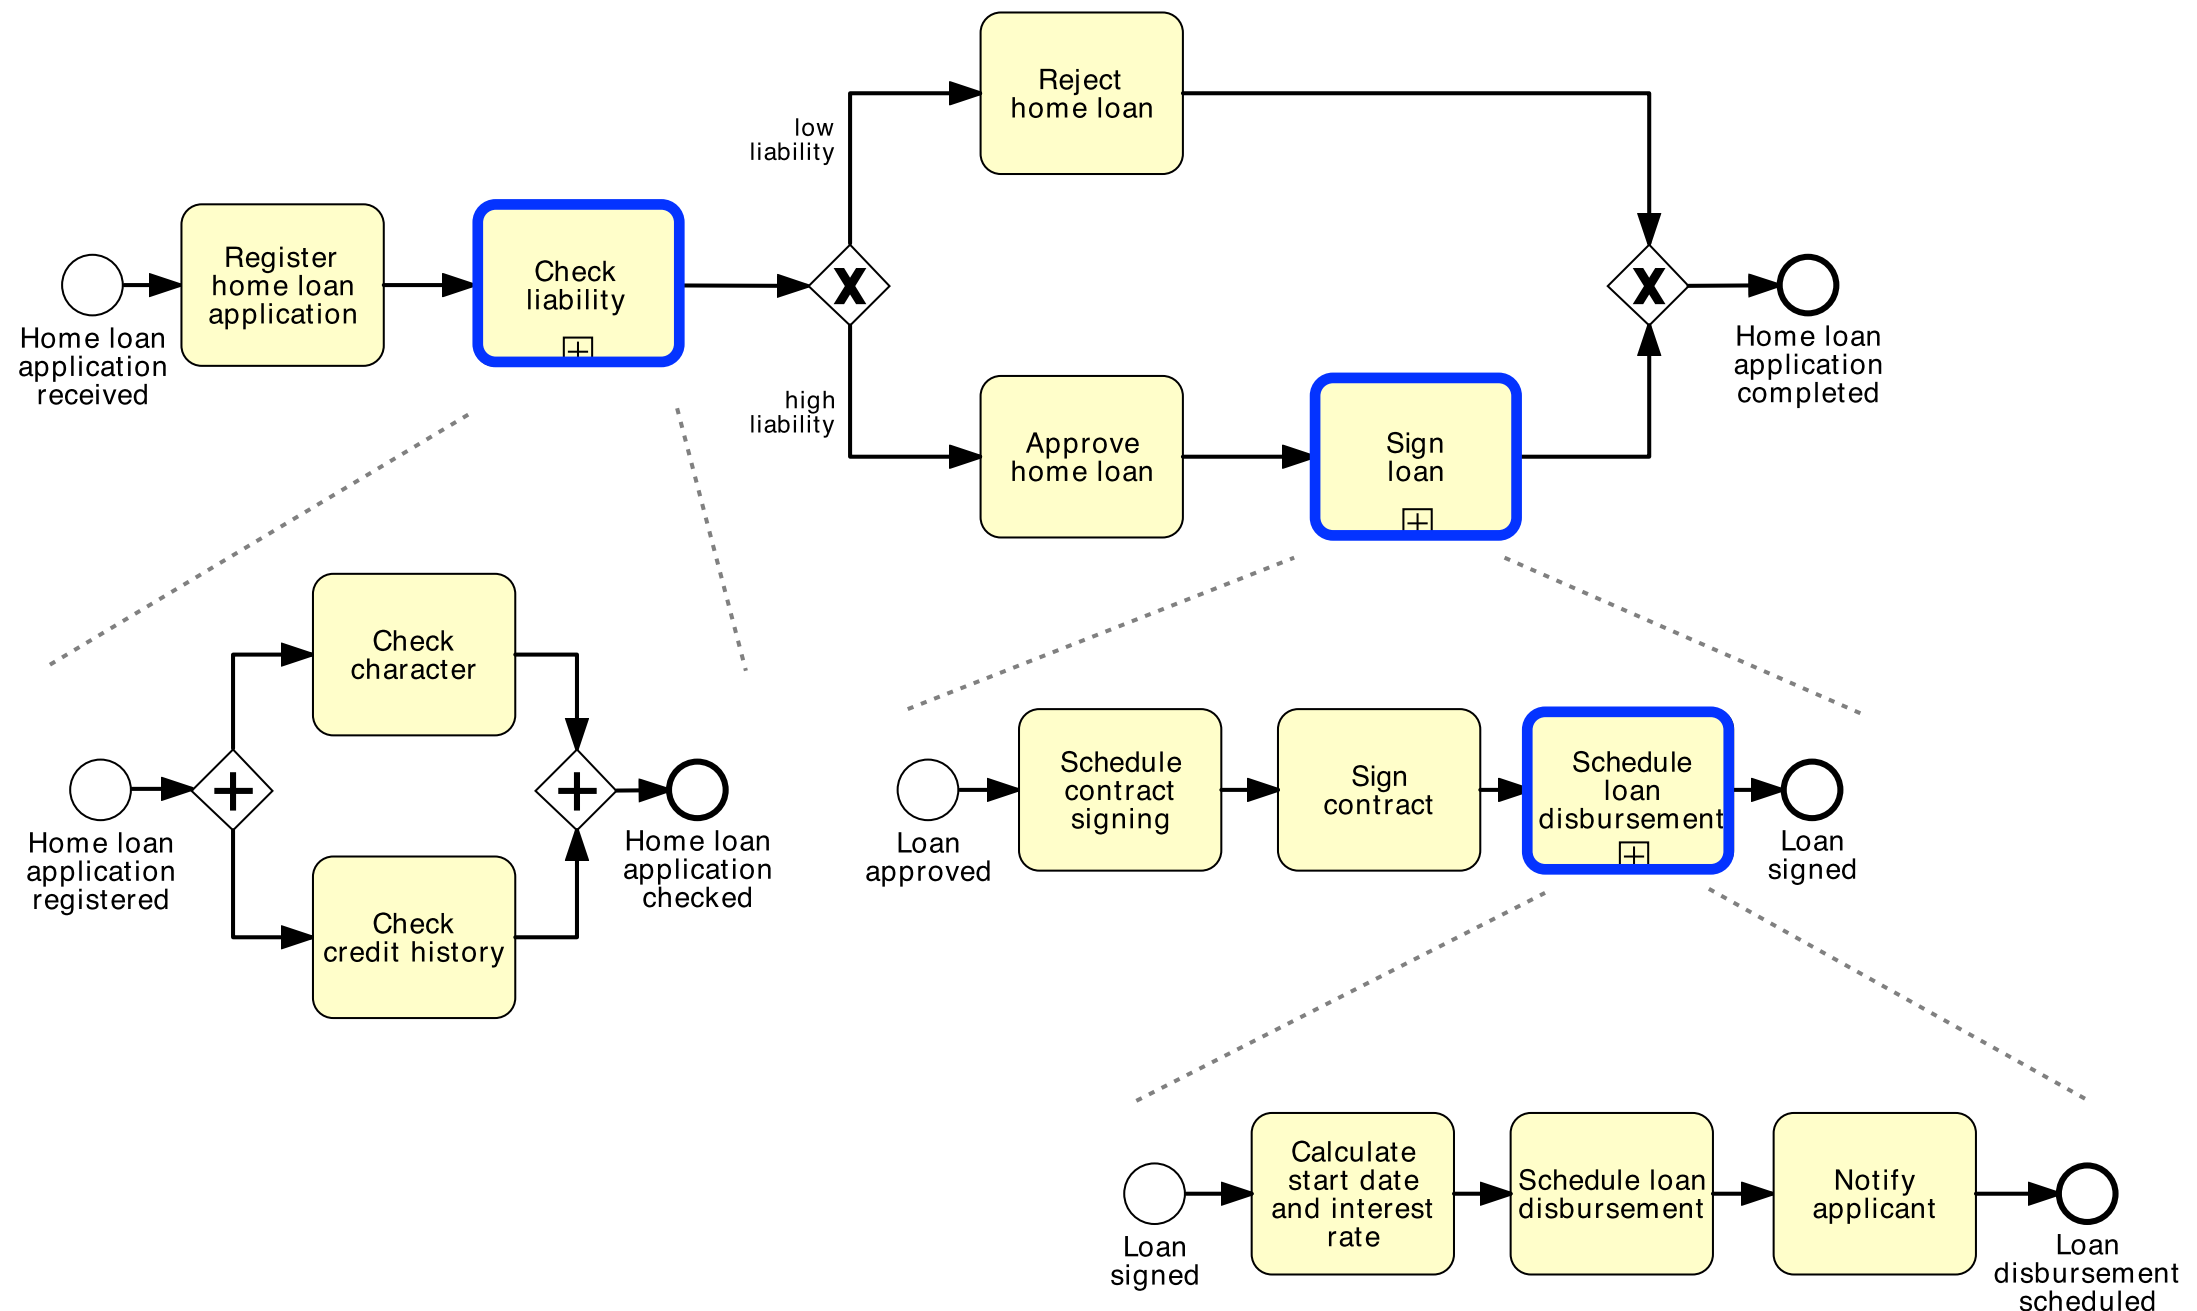 Reject
home loan
low
liability
Register
home loan
application
Check
liability
X
X
Home loan
application
received
Home loan
application
completed
high
liability
Approve
home loan
Sign
loan
Check
character
Schedule
contract
signing
Sign
contract
Schedule
loan
disbursement
Home loan
application
registered
Home loan
application
checked
Loan
approved
Loan
signed
Check
credit history
Calculate
start date
and interest
rate
Schedule loan
disbursement
Notify
applicant
Loan
signed
Loan
disbursement
scheduled